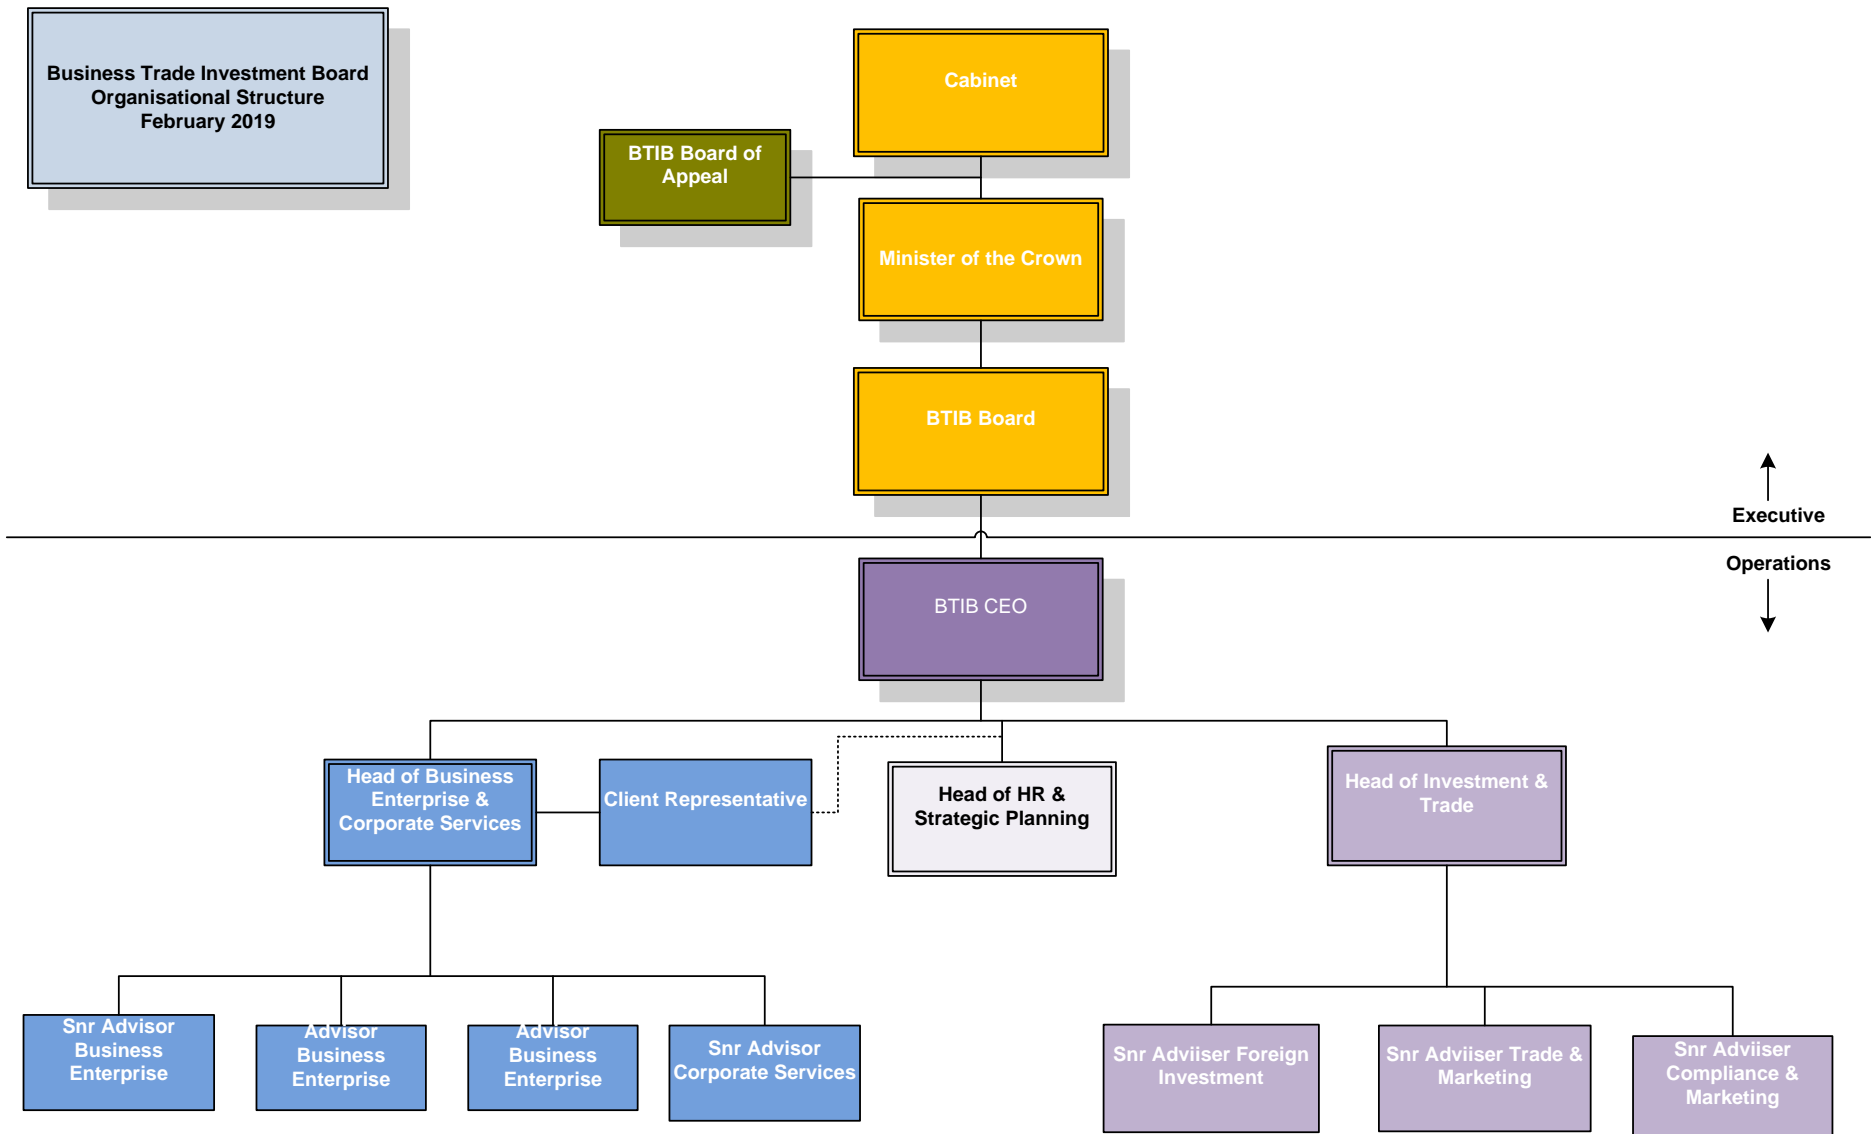 Business Trade Investment Board
Organisational Structure
February 2019
Cabinet
BTIB Board of
Appeal
Minister of the Crown
BTIB Board
Executive
Operations
BTIB CEO
Head of Business
Enterprise &
Corporate Services
Client Representative
Head of HR &
Strategic Planning
Head of Investment &
Trade
Snr Advisor
Business
Enterprise
Advisor
Business
Enterprise
Advisor
Business
Enterprise
Snr Advisor
Corporate Services
Snr Adviiser Foreign
Investment
Snr Adviiser Trade &
Marketing
Snr Adviiser
Compliance &
Marketing